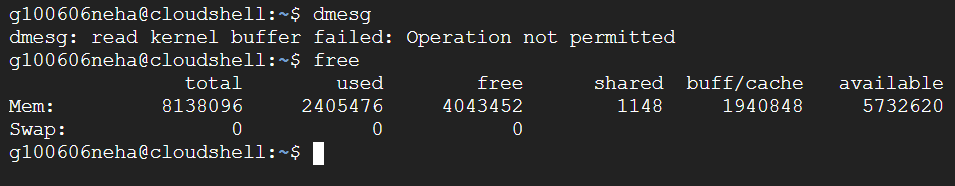 g100606neha@cloudshell:~$ dmesg
dmesg: read kernel buffer failed: Operation not permitted
g100606neha@cloudshell:~$ free
total used free shared buff/cache available
Mem: 8138096 2405476 4043452 1148 1940848 5732620
Swap: 0 0 0
g100606neha@cloudshell:~$